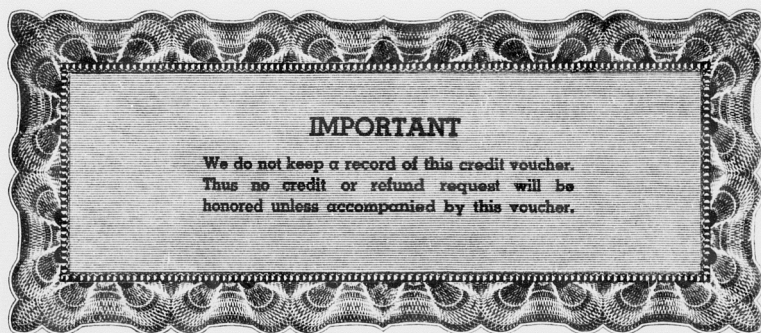 IMPORTANT
We do not keep a record of this credit voucher.
Thus no credit or refund request will be
honored unless accompanied by this voucher.